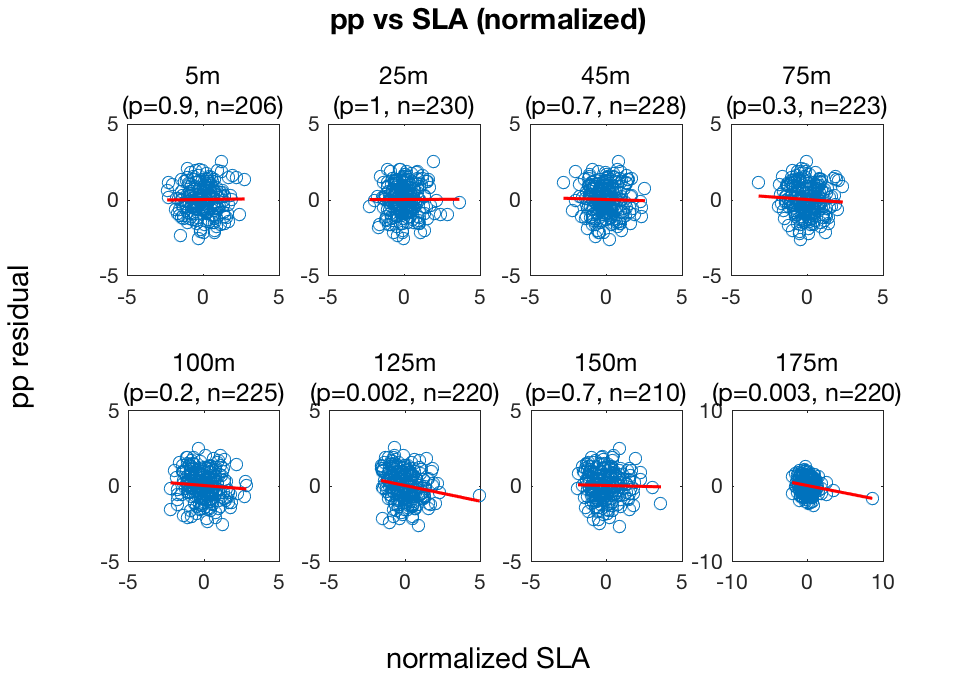 pp vs SLA (normalized)
5m
(p=0.9, n=206)
25m
(p=1, n=230)
45m
(p=0.7, n=228)
75m
(p=0.3, n=223)
5
0
-5
-5 0 5
5
0
-5
-5 0 5
5
0
-5
-5 0 5
5
0
-5
-5 0 5
pp residual
100m
(p=0.2, n=225)
125m
(p=0.002, n=220)
150m
(p=0.7, n=210)
175m
(p=0.003, n=220)
5
0
-5
-5 0 5
5
0
-5
-5 0 5
5
0
-5
-5 0 5
10
0
-10
-10 0 10
normalized SLA